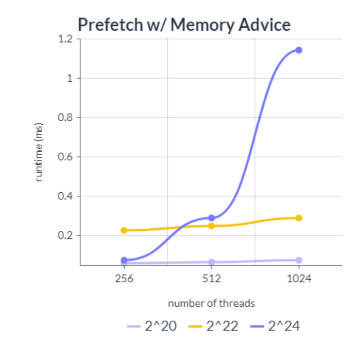 Prefetch w/ Memory Advice
1.2
1
0.8
0.6
0.4
0.2
runtime (ms)
256 512 1024
number of threads
2^20 2^22 2^24